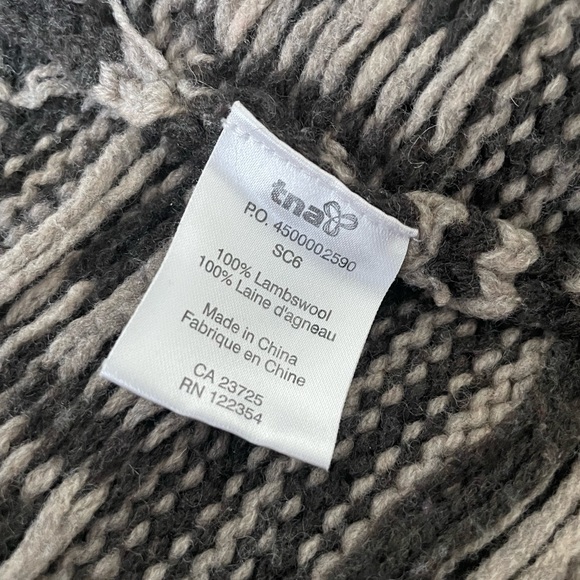 tna
P.O. 4500002590
SC6
100% Lambswool
100% Laine d'agneau
Made in China
Fabrique en Chine
CA 23725
RN 122354